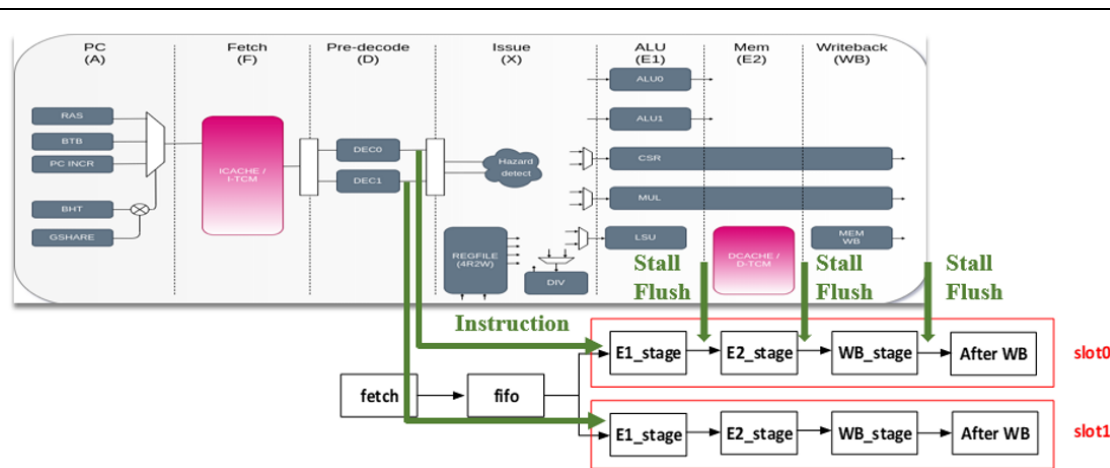 PC
(A)
Fetch
(F)
Pre-decode
(D)
Issue
(X)
ALU
(E1)
Mem
(E2)
Writeback
(WB)
RAS
BTB
PC INCR
BHT
GSHARE
ICACHE /
I-TCM
DEC0
DEC1
Hazard
detect
REGFILE
(4R2W)
DIV
ALU0
ALU1
CSR
MUL
LSU
DCACHE /
D-TCM
MEM
WB
Stall
Flush
Stall
Flush
Stall
Flush
Instruction
fetch
fifo
E1_stage
E2_stage
WB_stage
After WB
slot0
E1_stage
E2_stage
WB_stage
After WB
slot1